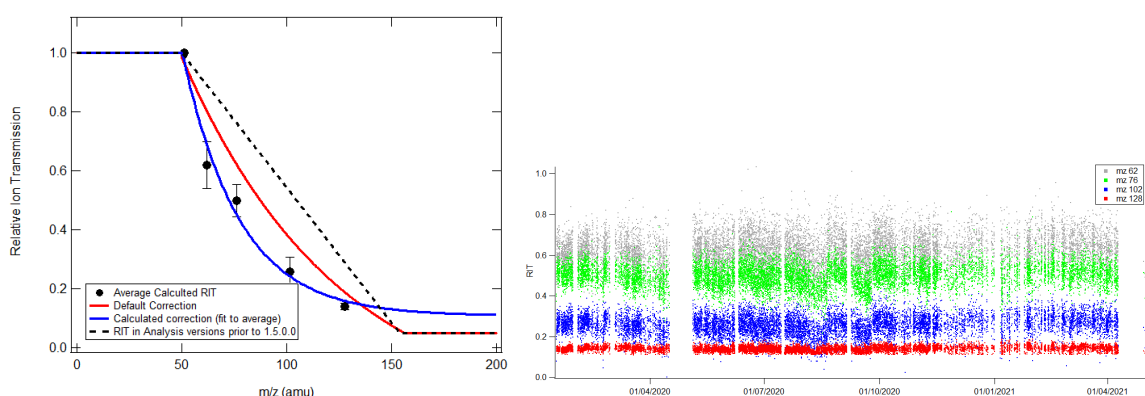 1.0
0.8
0.6
0.4
0.2
0.0
Relative Ion Transmission
Average Calculted RIT
Default Correction
Calculated correction (fit to average)
RIT in Analysis versions prior to 1.5.0.0
0
50
100
150
200
m/z (amu)
1.0
0.8
0.6
0.4
0.2
0.0
RIT
mz 62
mz 76
mz 102
mz 128
01/04/2020
01/07/2020
01/10/2020
01/01/2021
01/04/2021